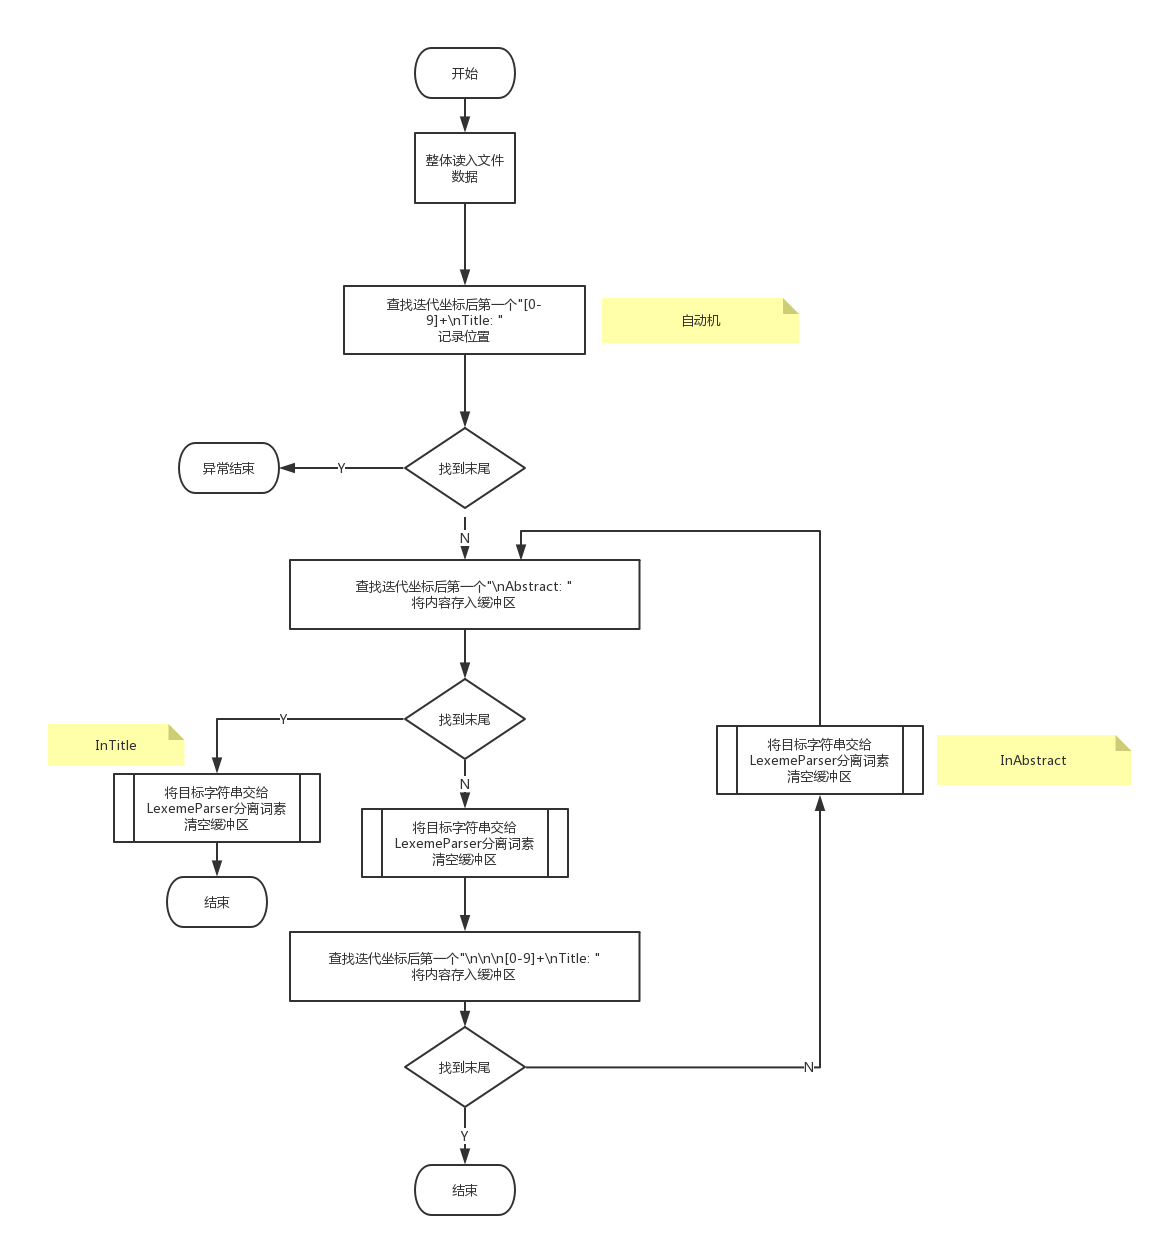 开始
整体读入文件
数据
查找迭代坐标后第一个"[0-
9]+\nTitle: "
记录位置
自动机
找到末尾
Y
异常结束
N
查找迭代坐标后第一个"\nAbstract: "
将内容存入缓冲区
找到末尾
Y
InTitle
将目标字符串交给
LexemeParser分离词素
清空缓冲区
结束
N
将目标字符串交给
LexemeParser分离词素
清空缓冲区
将目标字符串交给
LexemeParser分离词素
清空缓冲区
InAbstract
查找迭代坐标后第一个"\n\n\n[0-9]+\nTitle: "
将内容存入缓冲区
找到末尾
N
Y
结束